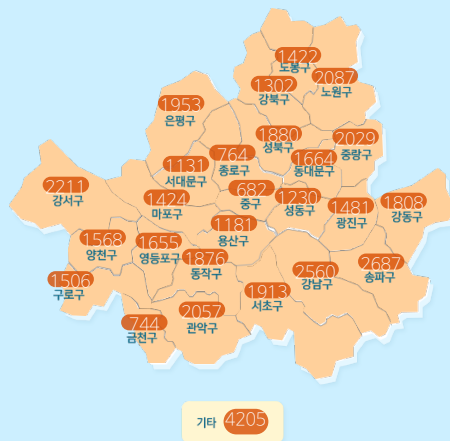 1422
노봉구
1302
강북구
2087
노원구
1953
은평구
1880
성북구
2029
중랑구
764
종로구
1131
서대문구
1664
동대문구
2211
강서구
1424
마포구
682
중구
1230
성동구
1481
광진구
1808
강동구
1181
용산구
1568
양천구
1655
영등포구
1876
동작구
2560
강남구
2687
송파구
1506
구로구
1913
서초구
744
금천구
2057
관악구
기타 4205